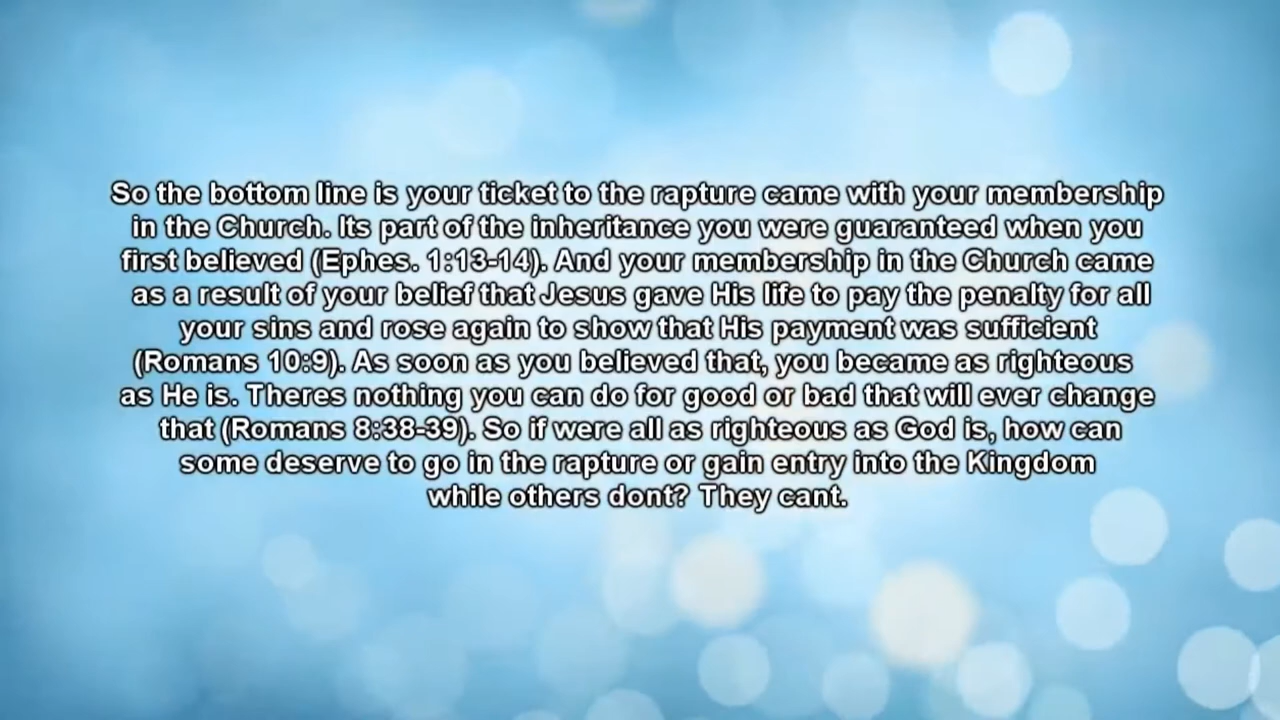 So the bottom line is your ticket to the rapture came with your membership
in the Church. Its part of the inheritance you were guaranteed when you
first believed (Ephes. 1:13-14). And your membership in the Church came
as a result of your belief that Jesus gave His life to pay the penalty for all
your sins and rose again to show that His payment was sufficient
(Romans 10:9). As soon as you believed that, you became as righteous
as He is. Theres nothing you can do for good or bad that will ever change
that (Romans 8:38-39). So if were all as righteous as God is, how can
some deserve to go in the rapture or gain entry into the Kingdom
while others dont? They cant.